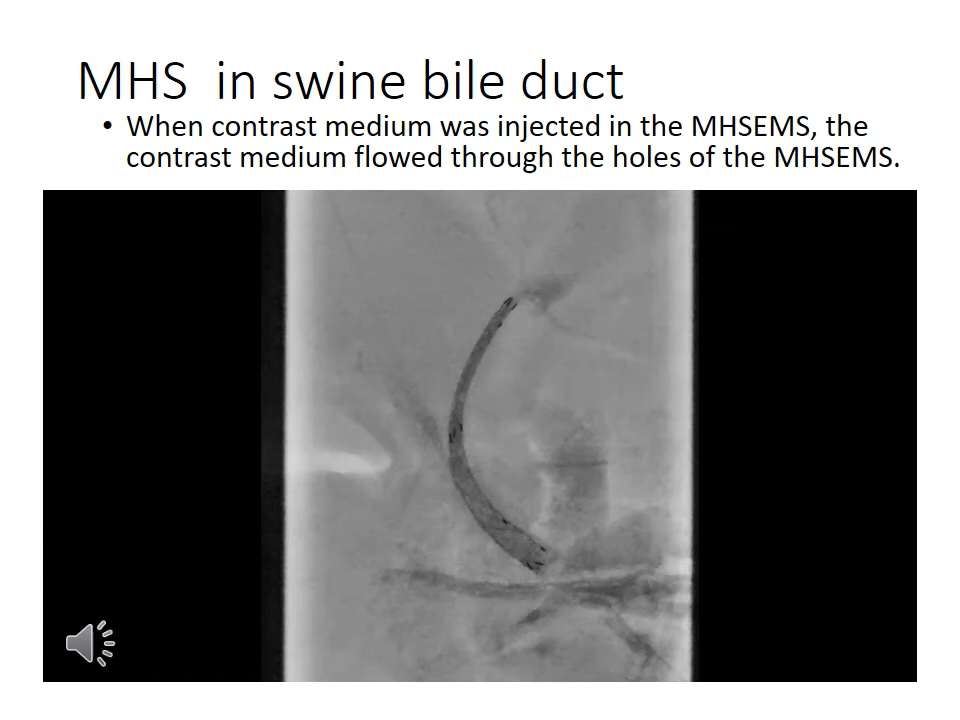 MHS in swine bile duct
• When contrast medium was injected in the MHSEMS, the
contrast medium flowed through the holes of the MHSEMS.